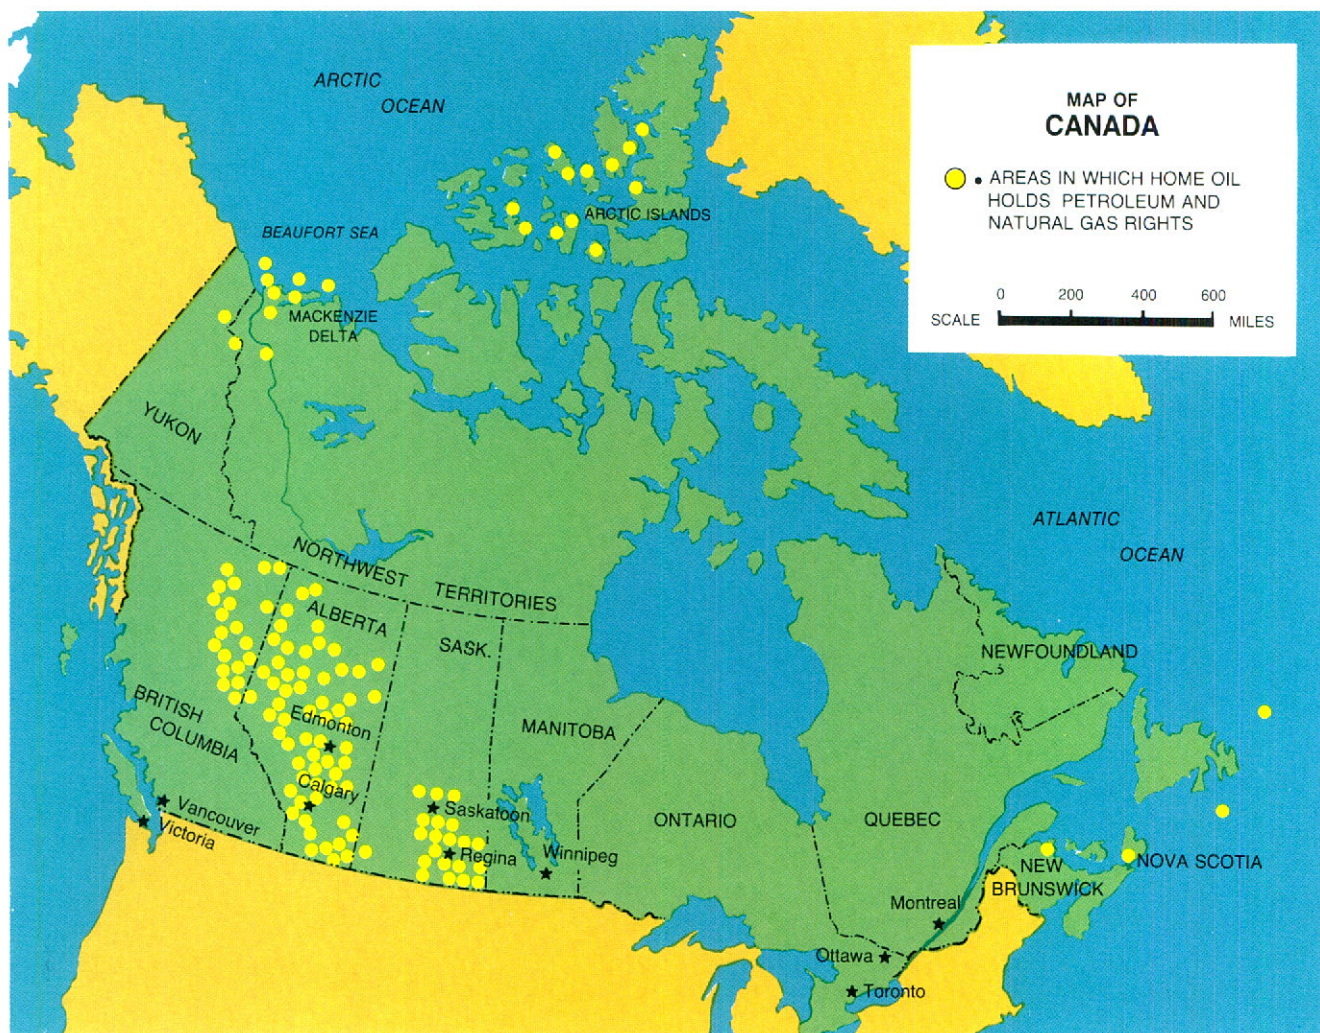 ARCTIC
OCEAN
MAP OF
CANADA
• AREAS IN WHICH HOME OIL
HOLDS PETROLEUM AND
NATURAL GAS RIGHTS
0 200 400 600
SCALE MILES
ARCTIC ISLANDS
BEAUFORT SEA
MACKENZIE
DELTA
YUKON
ATLANTIC
OCEAN
NORTHWEST TERRITORIES
ALBERTA
SASK.
NEWFOUNDLAND
BRITISH
COLUMBIA
Edmonton
MANITOBA
Calgary
Vancouver
Victoria
Saskatoon
Regina
Winnipeg
ONTARIO
QUEBEC
NOVA SCOTIA
NEW
BRUNSWICK
Montreal
Ottawa
Toronto